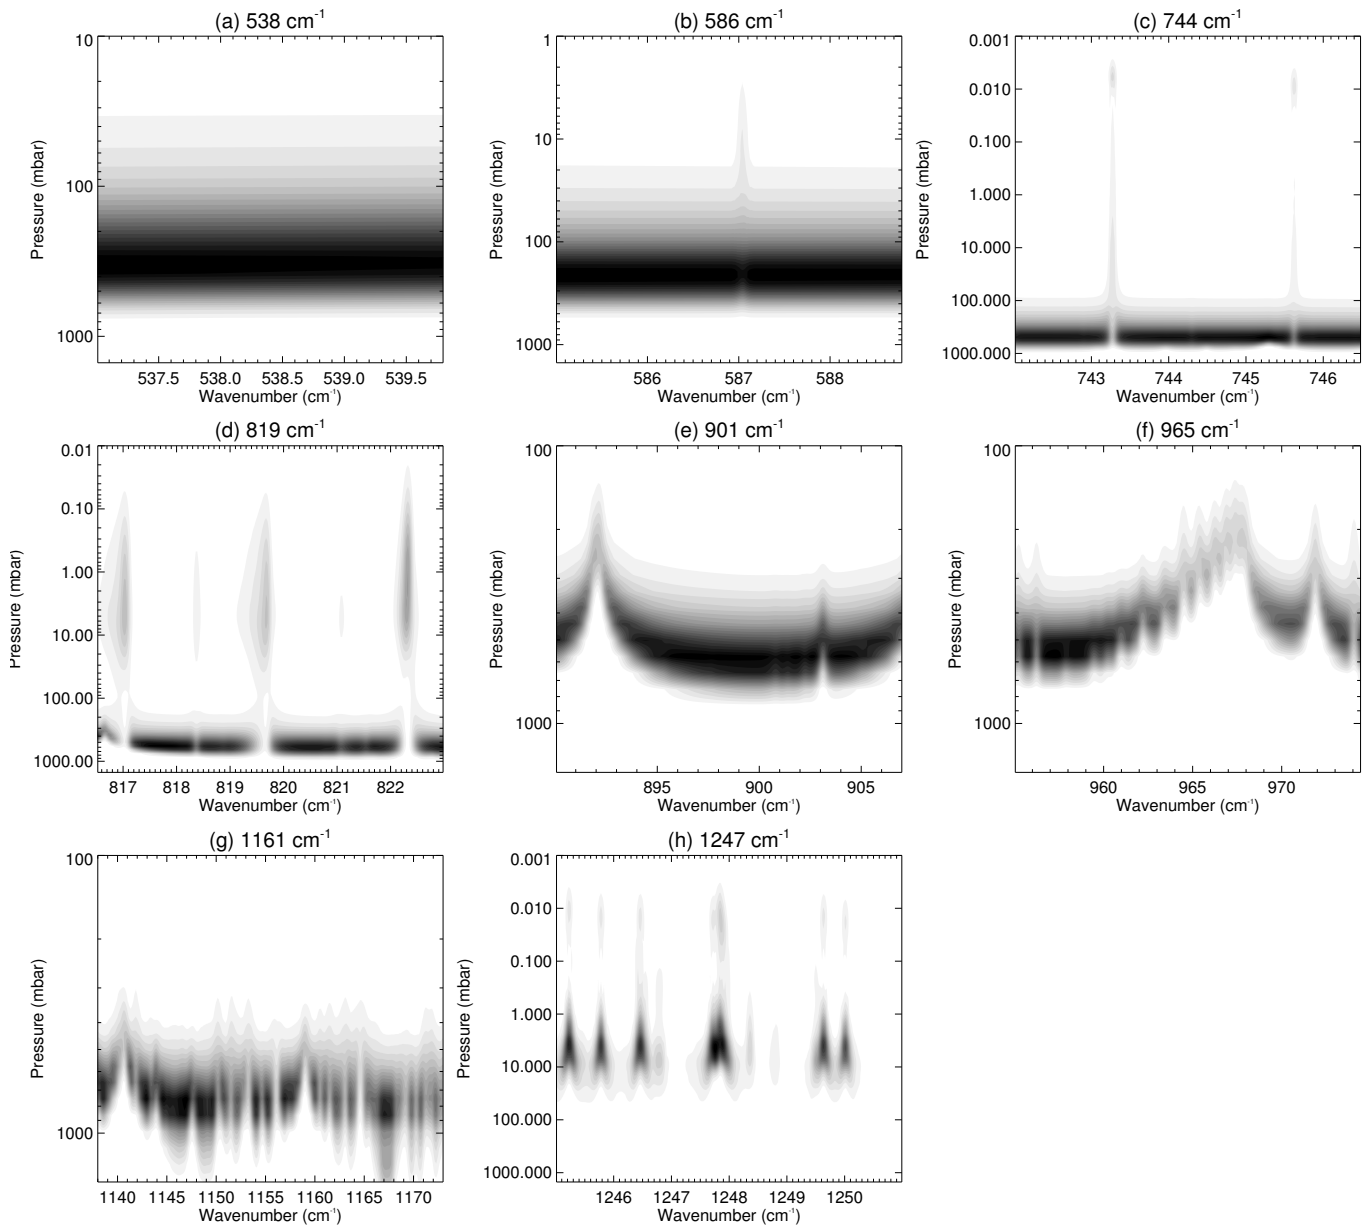 (a) 538 cm⁻¹
10
100
1000
Pressure (mbar)
537.5 538.0 538.5 539.0 539.5
Wavenumber (cm⁻¹)
(b) 586 cm⁻¹
1
10
100
1000
Pressure (mbar)
586 587 588
Wavenumber (cm⁻¹)
(c) 744 cm⁻¹
0.001
0.010
0.100
1.000
10.000
100.000
1000.000
Pressure (mbar)
743 744 745 746
Wavenumber (cm⁻¹)
(d) 819 cm⁻¹
0.01
0.10
1.00
10.00
100.00
1000.00
Pressure (mbar)
817 818 819 820 821 822
Wavenumber (cm⁻¹)
(e) 901 cm⁻¹
100
1000
Pressure (mbar)
895 900 905
Wavenumber (cm⁻¹)
(f) 965 cm⁻¹
100
1000
Pressure (mbar)
960 965 970
Wavenumber (cm⁻¹)
(g) 1161 cm⁻¹
100
1000
Pressure (mbar)
1140 1145 1150 1155 1160 1165 1170
Wavenumber (cm⁻¹)
(h) 1247 cm⁻¹
0.001
0.010
0.100
1.000
10.000
100.000
1000.000
Pressure (mbar)
1246 1247 1248 1249 1250
Wavenumber (cm⁻¹)